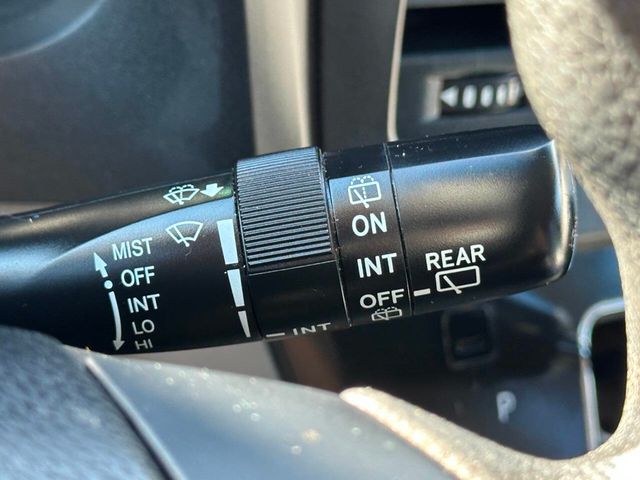 MIST
OFF
INT
LO
HI
INT
ON
INT
OFF
REAR
P